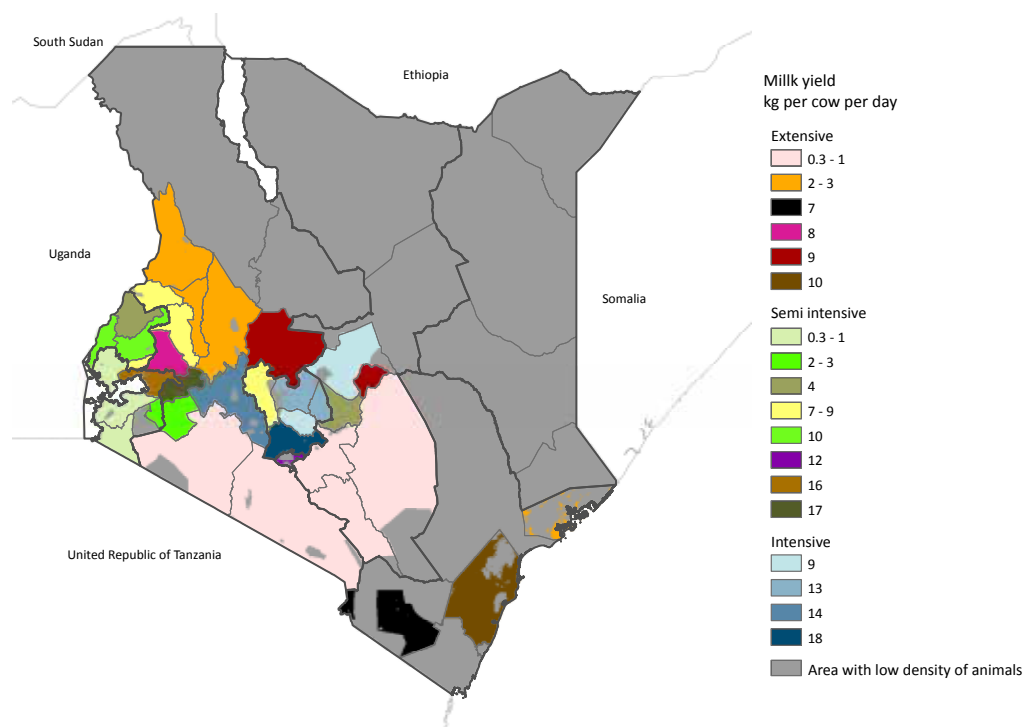 South Sudan
Ethiopia
Uganda
Somalia
United Republic of Tanzania
Millk yield
kg per cow per day
Extensive
0.3 - 1
2 - 3
7
8
9
10
Semi intensive
0.3 - 1
2 - 3
4
7 - 9
10
12
16
17
Intensive
9
13
14
18
Area with low density of animals